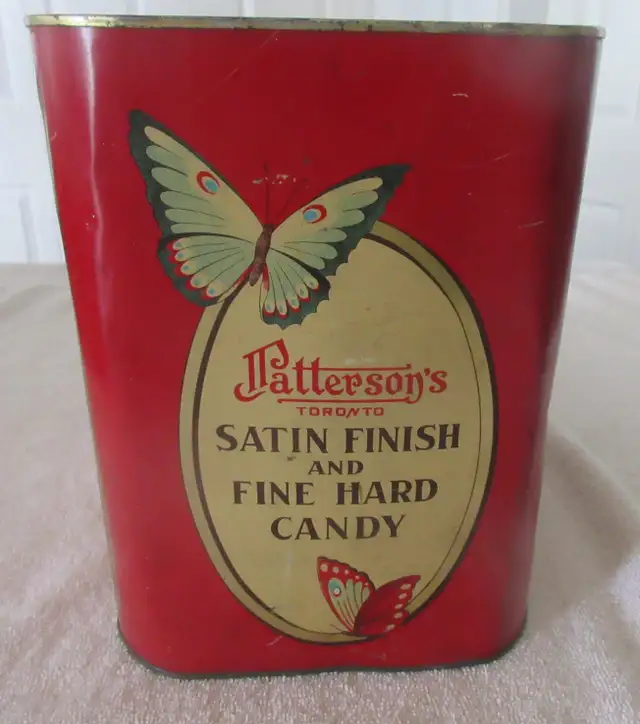 Patterson's
TORONTO
SATIN FINISH
AND
FINE HARD
CANDY